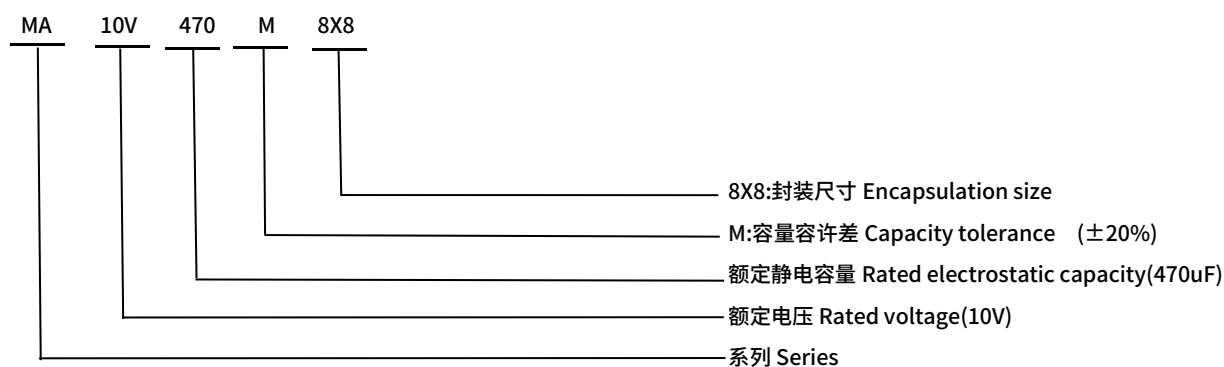 MA 10V 470 M 8X8
8X8:封装尺寸 Encapsulation size
M:容量容许差 Capacity tolerance (±20%)
额定静电容量 Rated electrostatic capacity(470uF)
额定电压 Rated voltage(10V)
系列 Series